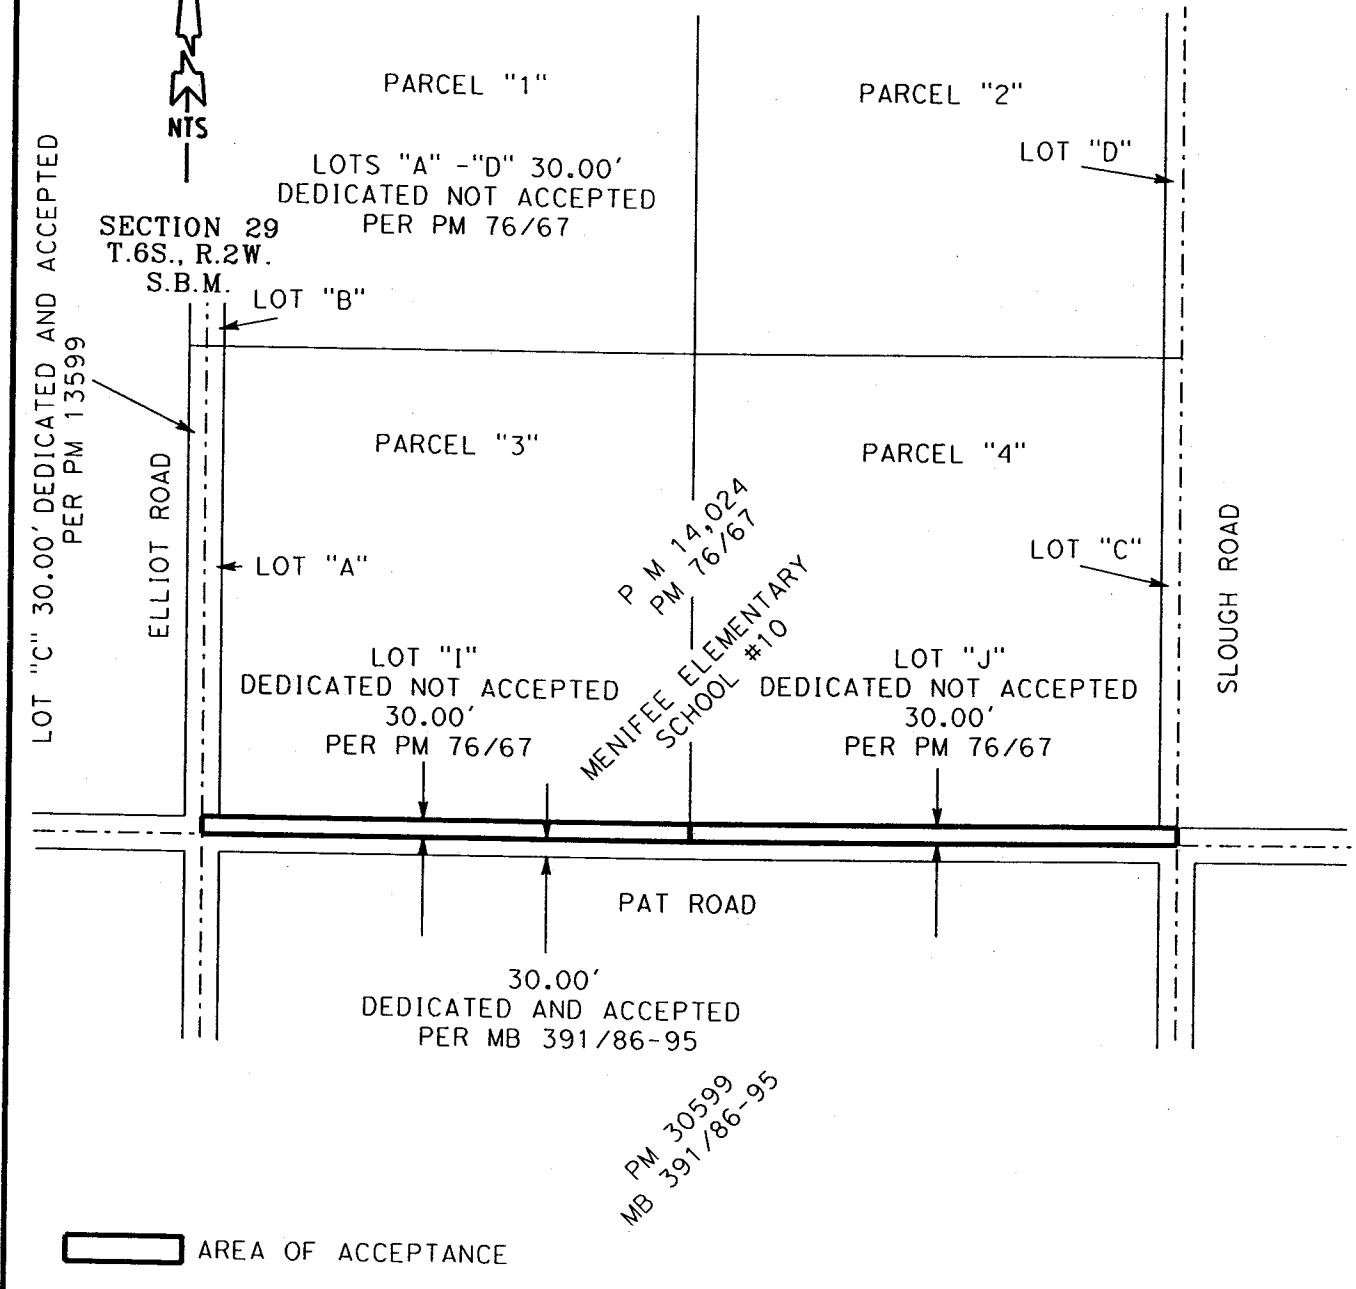 NTS
PARCEL "1"
PARCEL "2"
LOT "D"
LOTS "A" -"D" 30.00'
DEDICATED NOT ACCEPTED
PER PM 76/67
SECTION 29
T.6S., R.2W.
S.B.M.
LOT "B"
LOT "C" 30.00' DEDICATED AND ACCEPTED
PER PM 13599
ELLIOT ROAD
PARCEL "3"
PARCEL "4"
P M 14,024
PM 76/67
LOT "A"
LOT "C"
SLOUGH ROAD
MENIFEE ELEMENTARY
SCHOOL #10
LOT "I"
DEDICATED NOT ACCEPTED
30.00'
PER PM 76/67
LOT "J"
DEDICATED NOT ACCEPTED
30.00'
PER PM 76/67
PAT ROAD
30.00'
DEDICATED AND ACCEPTED
PER MB 391/86-95
PM 30599
MB 391/86-95
AREA OF ACCEPTANCE